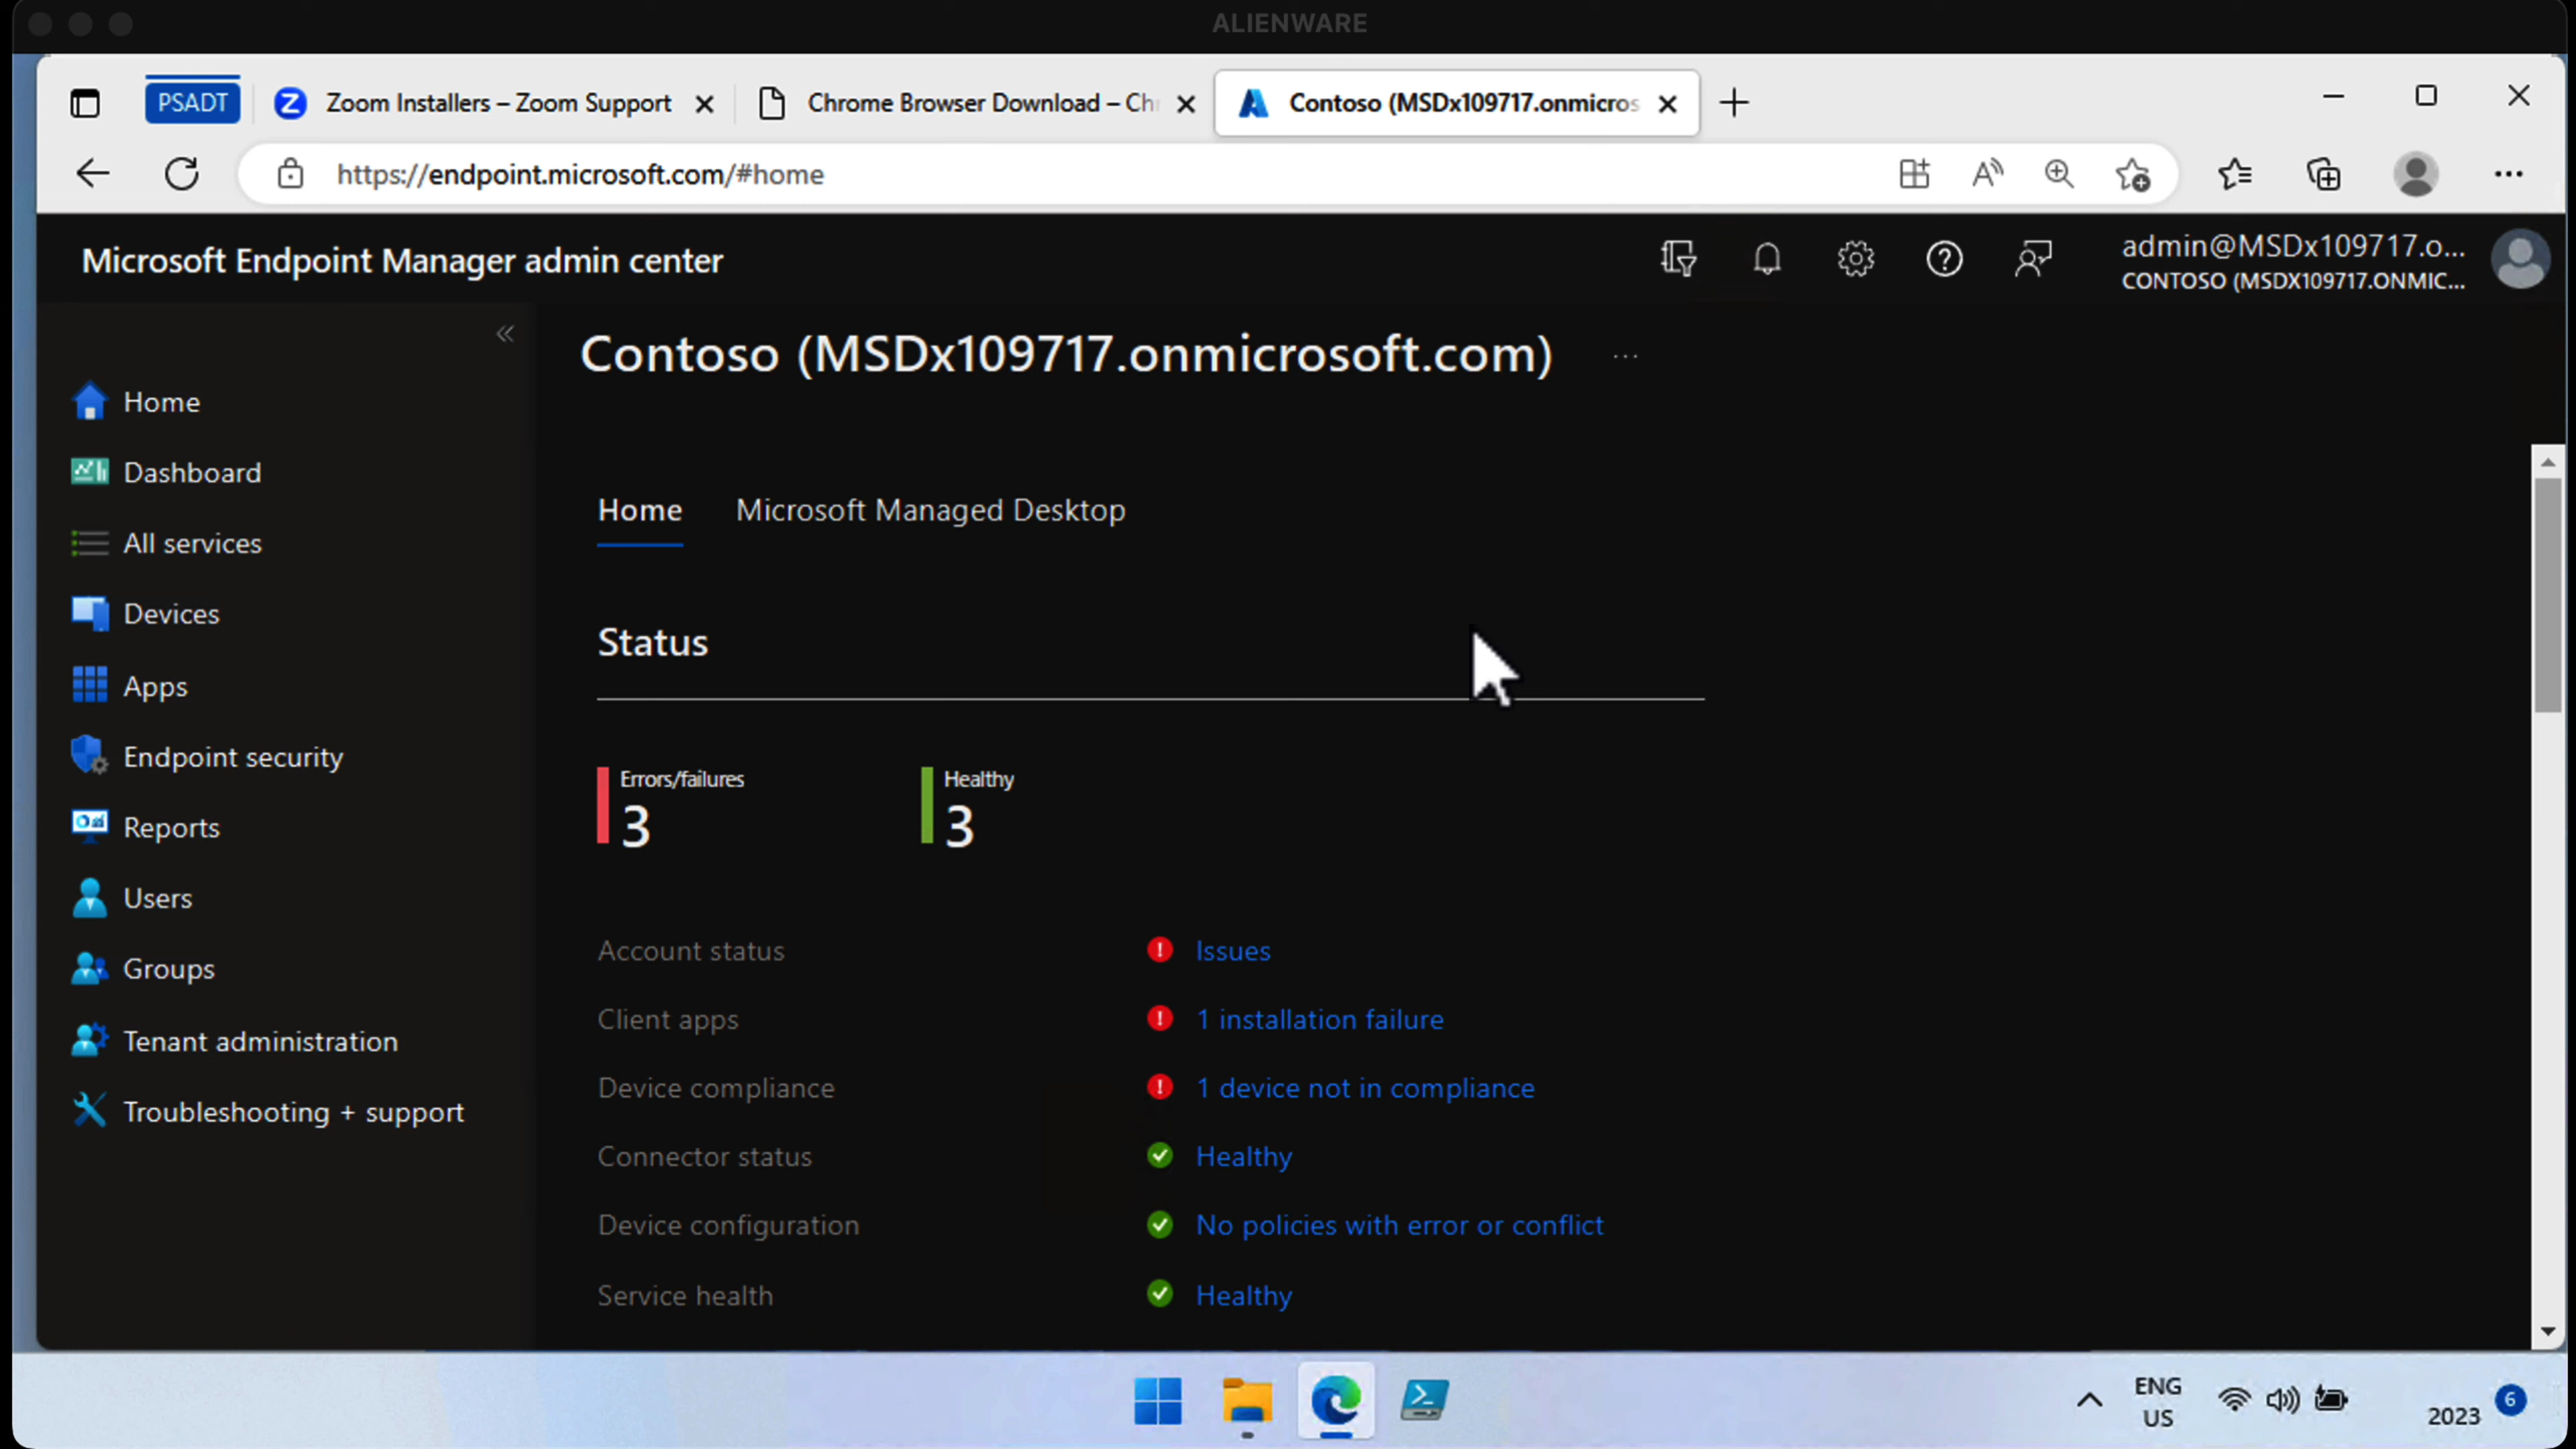 ALIENWARE
PSADT
Zoom Installers – Zoom Support
Chrome Browser Download – Ch
Contoso (MSDx109717.onmicros
https://endpoint.microsoft.com/#home
Microsoft Endpoint Manager admin center
admin@MSDx109717.o...
CONTOSO (MSDX109717.ONMIC...
Contoso (MSDx109717.onmicrosoft.com)
Home
Dashboard
All services
Devices
Apps
Endpoint security
Reports
Users
Groups
Tenant administration
Troubleshooting + support
Home
Microsoft Managed Desktop
Status
Errors/failures
3
Healthy
3
Account status
Issues
Client apps
1 installation failure
Device compliance
1 device not in compliance
Connector status
Healthy
Device configuration
No policies with error or conflict
Service health
Healthy
ENG
US
2023
6